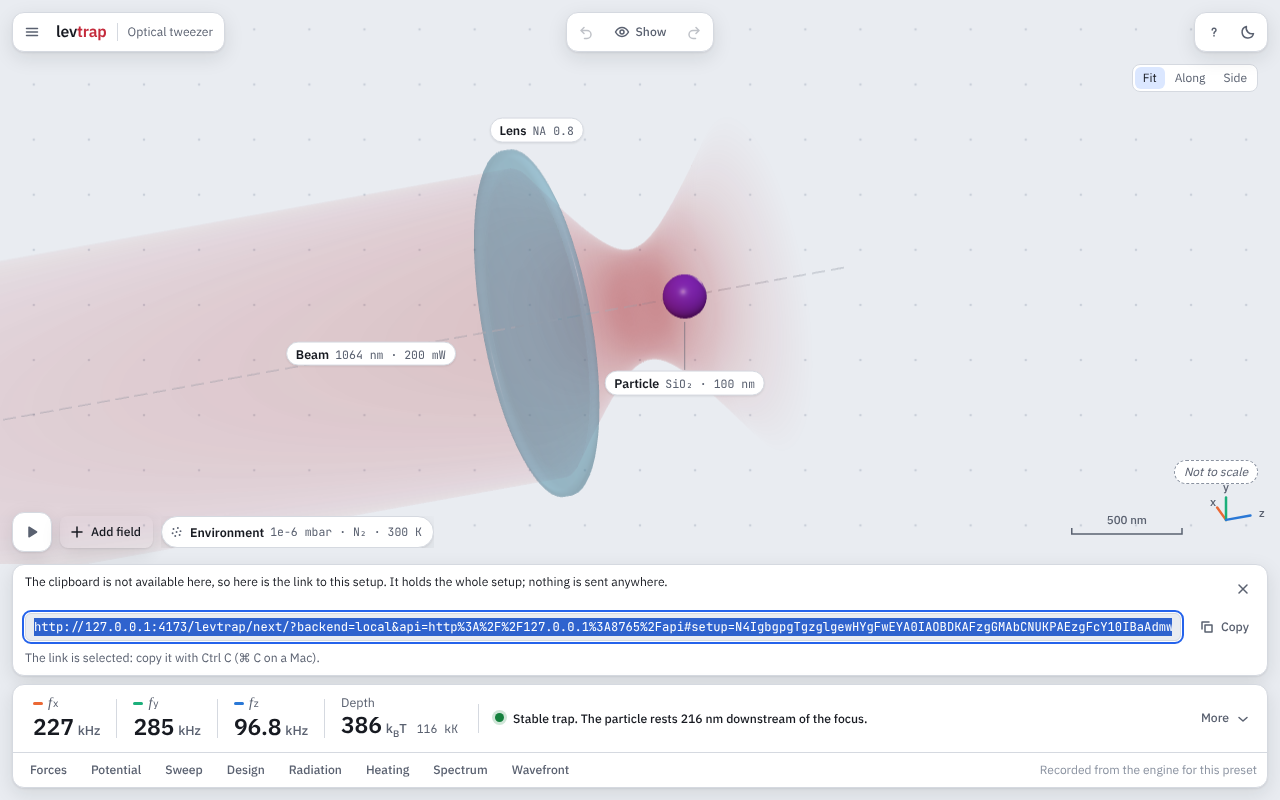 levtrap Optical tweezer
Show
?
Fit Along Side
Lens NA 0.8
Beam 1064 nm · 200 mW
Particle SiO₂ · 100 nm
Not to scale
y
x
z
500 nm
Add field
Environment 1e-6 mbar · N₂ · 300 K
The clipboard is not available here, so here is the link to this setup. It holds the whole setup; nothing is sent anywhere.
http://127.0.0.1:4173/levtrap/next/?backend=local&api=http%3A%2F%2F127.0.0.1%3A8765%2Fapi#setup=N4IgbgpgTgzglgewHYgFwEYA0IAOBDKAFzgGMAbCNUKPAEzgFcY10IBaAdmw
Copy
The link is selected: copy it with Ctrl C (⌘ C on a Mac).
fx
227 kHz
fy
285 kHz
fz
96.8 kHz
Depth
386 kBT 116 kK
Stable trap. The particle rests 216 nm downstream of the focus.
More
Forces Potential Sweep Design Radiation Heating Spectrum Wavefront
Recorded from the engine for this preset